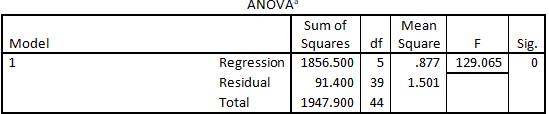 ANOVAª
Model Sum of Squares df Mean Square F Sig.
1 Regression 1856.500 5 .877 129.065 0
Residual 91.400 39 1.501
Total 1947.900 44